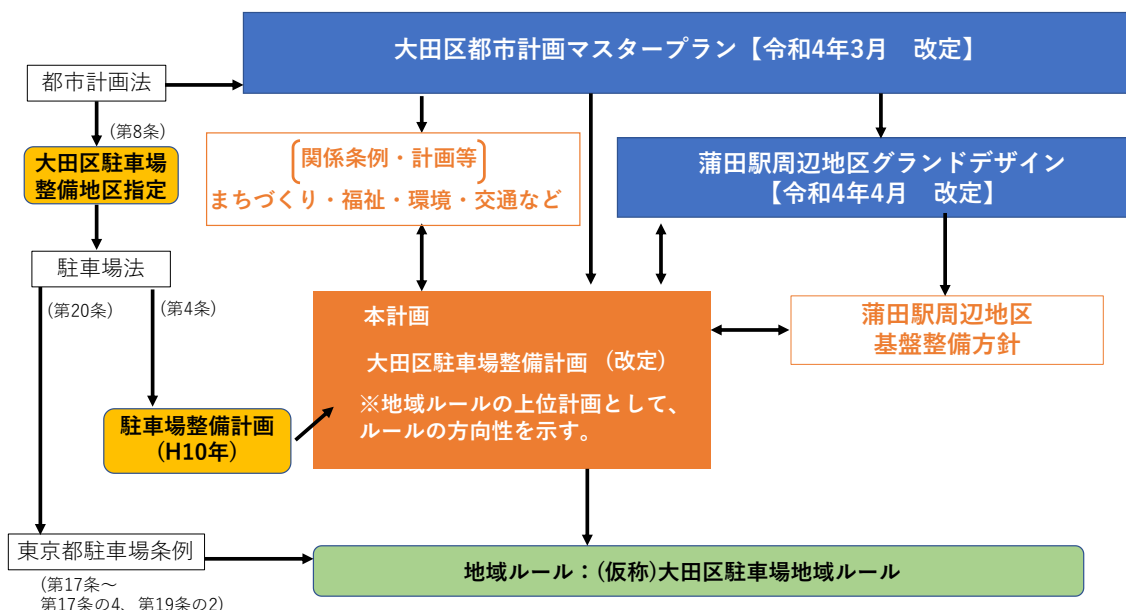 大田区都市計画マスタープラン【令和4年3月　改定】
都市計画法
(第8条)
大田区駐車場
整備地区指定
関係条例・計画等
まちづくり・福祉・環境・交通など
蒲田駅周辺地区グランドデザイン
【令和4年4月　改定】
駐車場法
(第20条)
(第4条)
本計画
大田区駐車場整備計画 （改定）
※地域ルールの上位計画として、
ルールの方向性を示す。
蒲田駅周辺地区
基盤整備方針
駐車場整備計画
(H10年)
東京都駐車場条例
(第17条～
第17条の4、第19条の2)
地域ルール：(仮称)大田区駐車場地域ルール